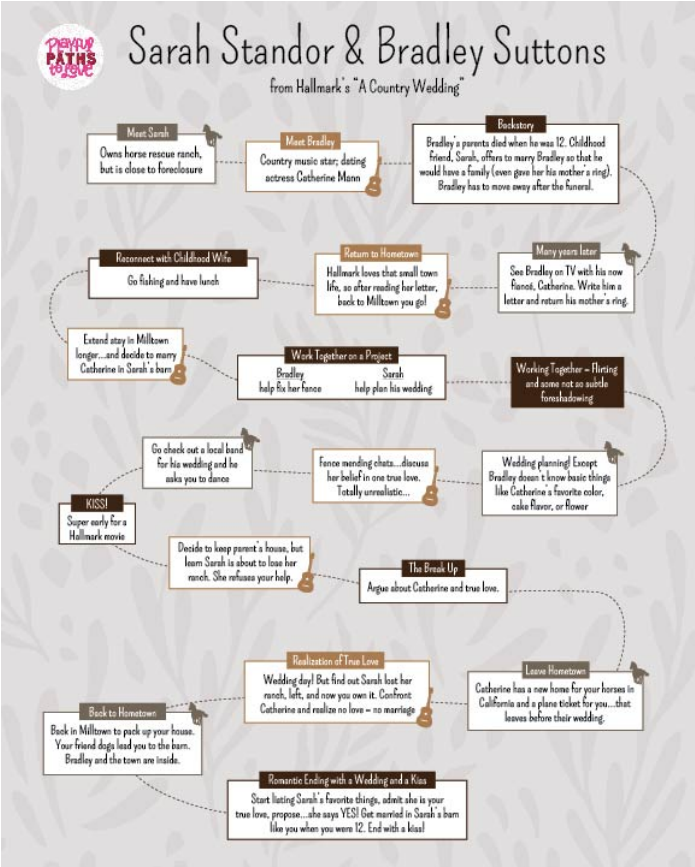 PLAYFUL
PATHS
to LOVE
Sarah Standor & Bradley Suttons
from Hallmark's "A Country Wedding"
Meet Sarah
Owns horse rescue ranch,
but is close to foreclosure
Meet Bradley
Country music star; dating
actress Catherine Mann
Backstory
Bradley's parents died when he was 12. Childhood
friend, Sarah, offers to marry Bradley so that he
would have a family (even gave her his mother's ring).
Bradley has to move away after the funeral.
Many years later
See Bradley on TV with his now
fiancé, Catherine. Write him a
letter and return his mother's ring.
Return to Hometown
Hallmark loves that small town
life, so after reading her letter,
back to Milltown you go!
Reconnect with Childhood Wife
Go fishing and have lunch
Extend stay in Milltown
longer...and decide to marry
Catherine in Sarah's barn
Work Together on a Project
Bradley Sarah
help fix her fence help plan his wedding
Working Together = Flirting
and some not so subtle
foreshadowing
Wedding planning! Except
Bradley doesn't know basic things
like Catherine's favorite color,
cake flavor, or flower
Fence mending chats....discuss
her belief in one true love.
Totally unrealistic...
Go check out a local band
for his wedding and he
asks you to dance
KISS!
Super early for a
Hallmark movie
Decide to keep parent's house, but
learn Sarah is about to lose her
ranch. She refuses your help.
The Break Up
Argue about Catherine and true love.
Leave Hometown
Catherine has a new home for your horses in
California and a plane ticket for you....that
leaves before their wedding.
Realization of True Love
Wedding day! But find out Sarah lost her
ranch, left, and now you own it. Confront
Catherine and realize no love = no marriage
Back to Hometown
Back in Milltown to pack up your house.
Your friend dogs lead you to the barn.
Bradley and the town are inside.
Romantic Ending with a Wedding and a Kiss
Start listing Sarah's favorite things, admit she is your
true love, propose....she says YES! Get married in Sarah's barn
like you when you were 12. End with a kiss!